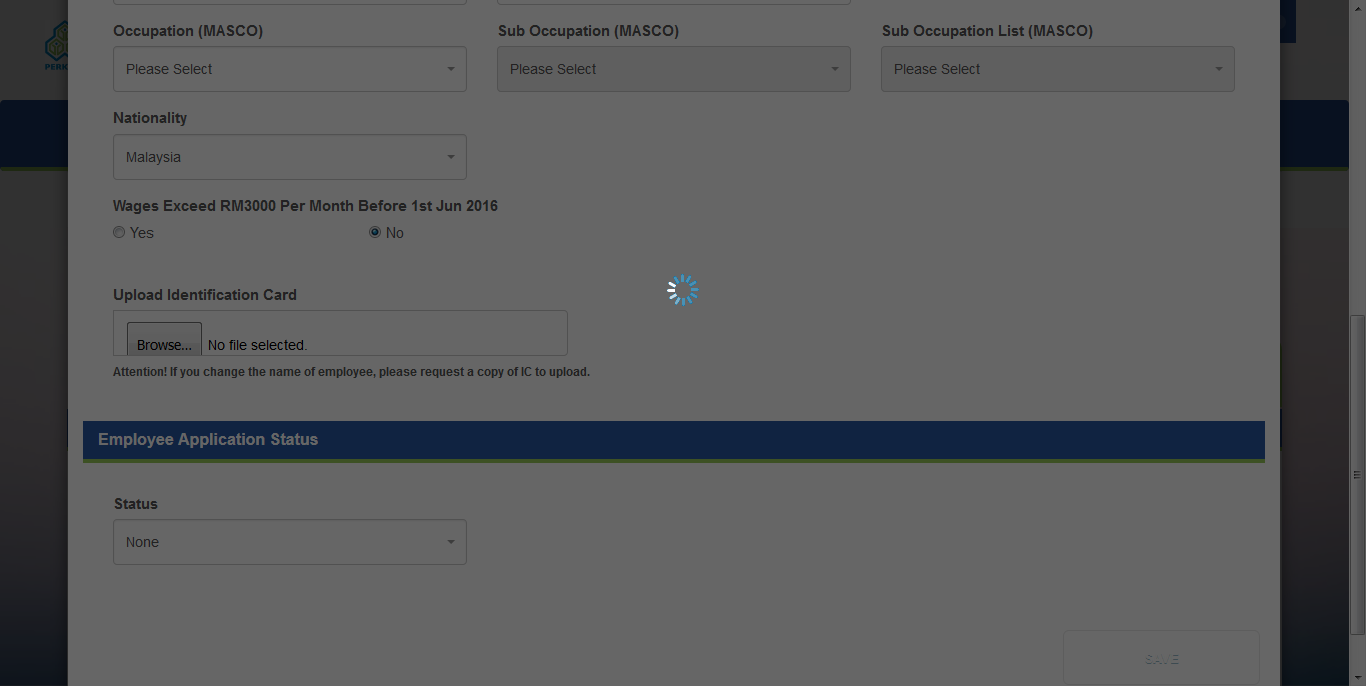 PERK
Occupation (MASCO) Sub Occupation (MASCO) Sub Occupation List (MASCO)
Please Select Please Select Please Select
Nationality
Malaysia
Wages Exceed RM3000 Per Month Before 1st Jun 2016
Yes No
Upload Identification Card
Browse... No file selected.
Attention! If you change the name of employee, please request a copy of IC to upload.
Employee Application Status
Status
None
SAVE